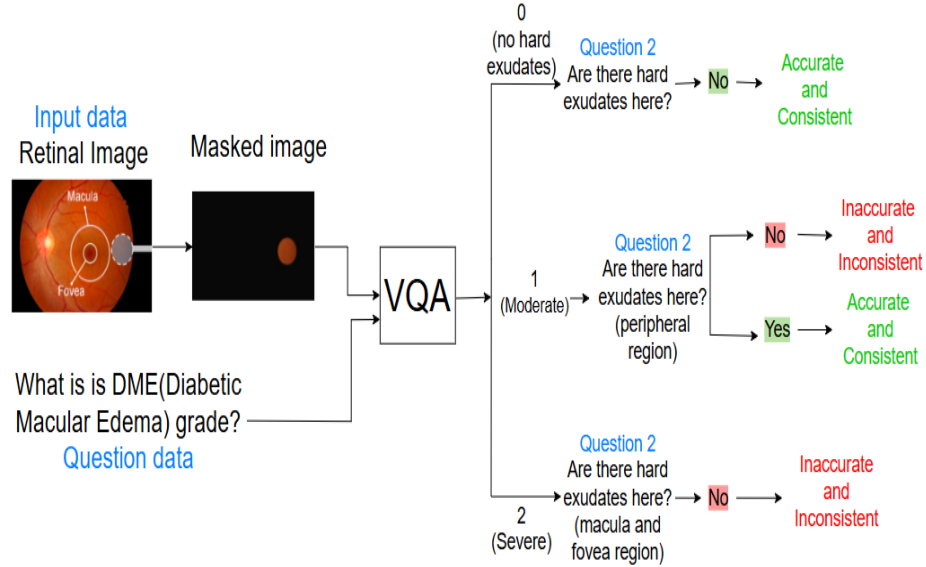 Input data
Retinal Image
Macula
Fovea
Masked image
What is is DME(Diabetic
Macular Edema) grade?
Question data
VQA
0
(no hard
exudates)
Question 2
Are there hard
exudates here?
No
Accurate
and
Consistent
1
(Moderate)
Question 2
Are there hard
exudates here?
(peripheral
region)
No
Inaccurate
and
Inconsistent
Yes
Accurate
and
Consistent
2
(Severe)
Question 2
Are there hard
exudates here?
(macula and
fovea region)
No
Inaccurate
and
Inconsistent